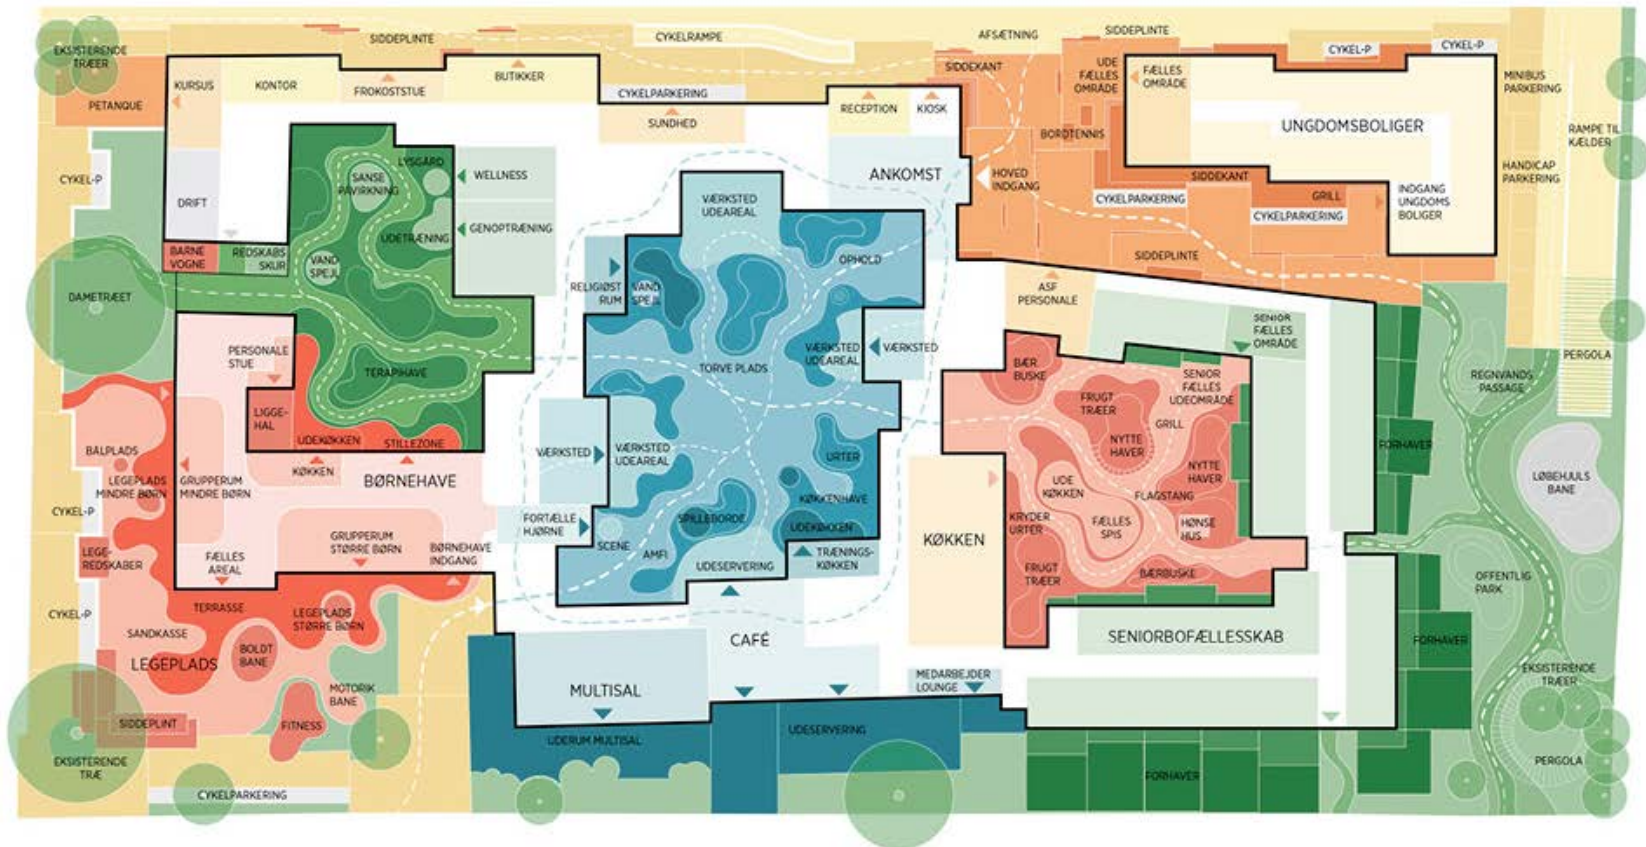 EKSISTERENDE
TRÆER
SIDDEPLINTE
CYKELRAMPE
AFSÆTNING
SIDDEPLINTE
CYKEL-P
CYKEL-P
PETANQUE
KURSUS
KONTOR
FROKOSTSTUE
BUTIKKER
CYKELPARKERING
SUNDHED
RECEPTION
KIOSK
SIDDEKANT
UDE
FÆLLES
OMRÅDE
FÆLLES
OMRÅDE
BORDTENNIS
UNGDOMSBOLIGER
MINIBUS
PARKERING
RAMPE TIL
KÆLDER
HANDICAP
PARKERING
CYKEL-P
DRIFT
BARNE
VOGNE
REDSKABS
SKUR
LYSGÅRD
SANSE
PÅVIRKNING
WELLNESS
UDETRÆNING
GENOPTRÆNING
VAND
SPEJL
TERAPIHAVE
ANKOMST
HOVED
INDGANG
SIDDEKANT
CYKELPARKERING
GRILL
CYKELPARKERING
INDGANG
UNGDOMS
BOLIGER
SIDDEPLINTE
DAMETRÆET
VÆRKSTED
UDEAREAL
OPHOLD
RELIGIØST
RUM
VAND
SPEJL
TORVE PLADS
VÆRKSTED
UDEAREAL
VÆRKSTED
VÆRKSTED
VÆRKSTED
UDEAREAL
URTER
KØKKENHAVE
SPILLEBORDE
UDEKØKKEN
FORTÆLLE
HJØRNE
SCENE
AMFI
UDESERVERING
TRÆNINGS-
KØKKEN
ASF
PERSONALE
SENIOR
FÆLLES
OMRÅDE
BÆR
BUSKE
FRUGT
TRÆER
SENIOR
FÆLLES
UDEOMRÅDE
GRILL
NYTTE
HAVER
NYTTE
HAVER
UDE
KØKKEN
FLAGSTANG
KRYDER
URTER
FÆLLES
SPIS
HØNSE
HUS
FRUGT
TRÆER
BÆRBUSKE
KØKKEN
PERGOLA
REGNVANDS
PASSAGE
FORHAVER
LØBEHJULS
BANE
OFFENTLIG
PARK
FORHAVER
EKSISTERENDE
TRÆER
PERGOLA
PERSONALE
STUE
LIGGE-
HAL
UDEKØKKEN
STILLEZONE
KØKKEN
BØRNEHAVE
BÅLPLADS
LEGEPLADS
MINDRE BØRN
GRUPPERUM
MINDRE BØRN
CYKEL-P
LEGE-
REDSKABER
GRUPPERUM
STØRRE BØRN
BØRNEHAVE
INDGANG
FÆLLES
AREAL
CYKEL-P
TERRASSE
SANDKASSE
LEGEPLADS
STØRRE BØRN
BOLDT
BANE
LEGEPLADS
MOTORIK
BANE
SIDDEPLINT
FITNESS
EKSISTERENDE
TRÆ
CYKELPARKERING
MULTISAL
CAFÉ
MEDARBEJDER
LOUNGE
SENIORBOFÆLLESSKAB
UDERUM MULTISAL
UDESERVERING
FORHAVER